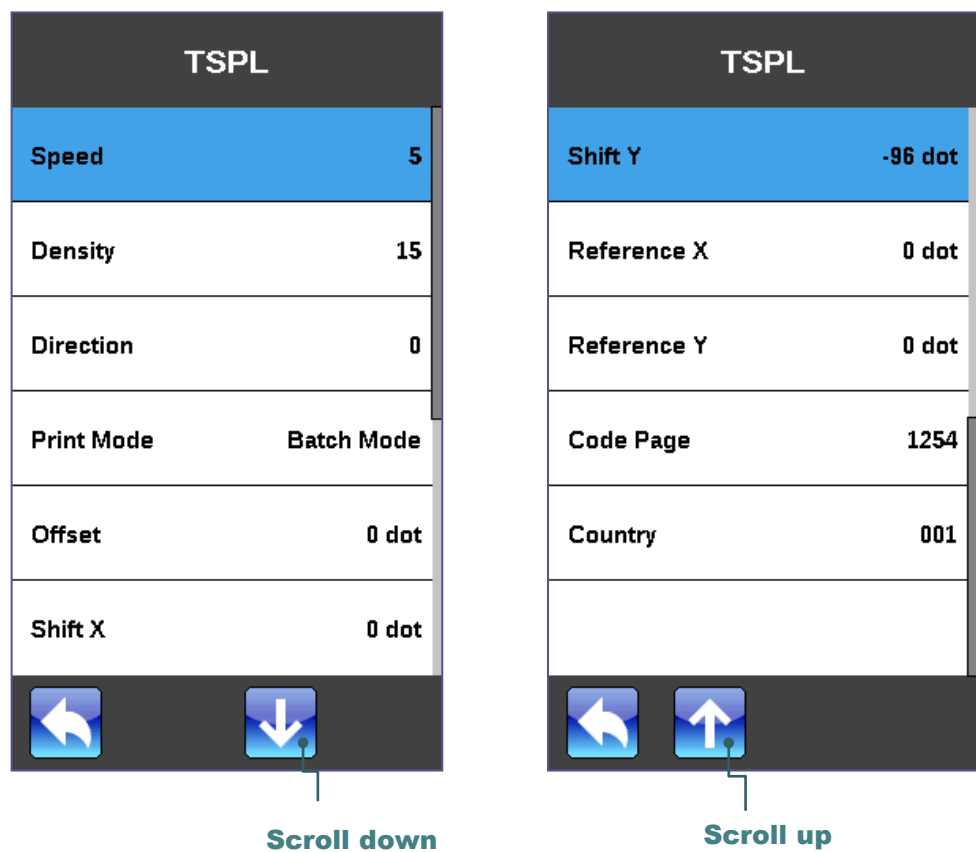 TSPL
Speed 5
Density 15
Direction 0
Print Mode Batch Mode
Offset 0 dot
Shift X 0 dot
Scroll down
TSPL
Shift Y -96 dot
Reference X 0 dot
Reference Y 0 dot
Code Page 1254
Country 001
Scroll up